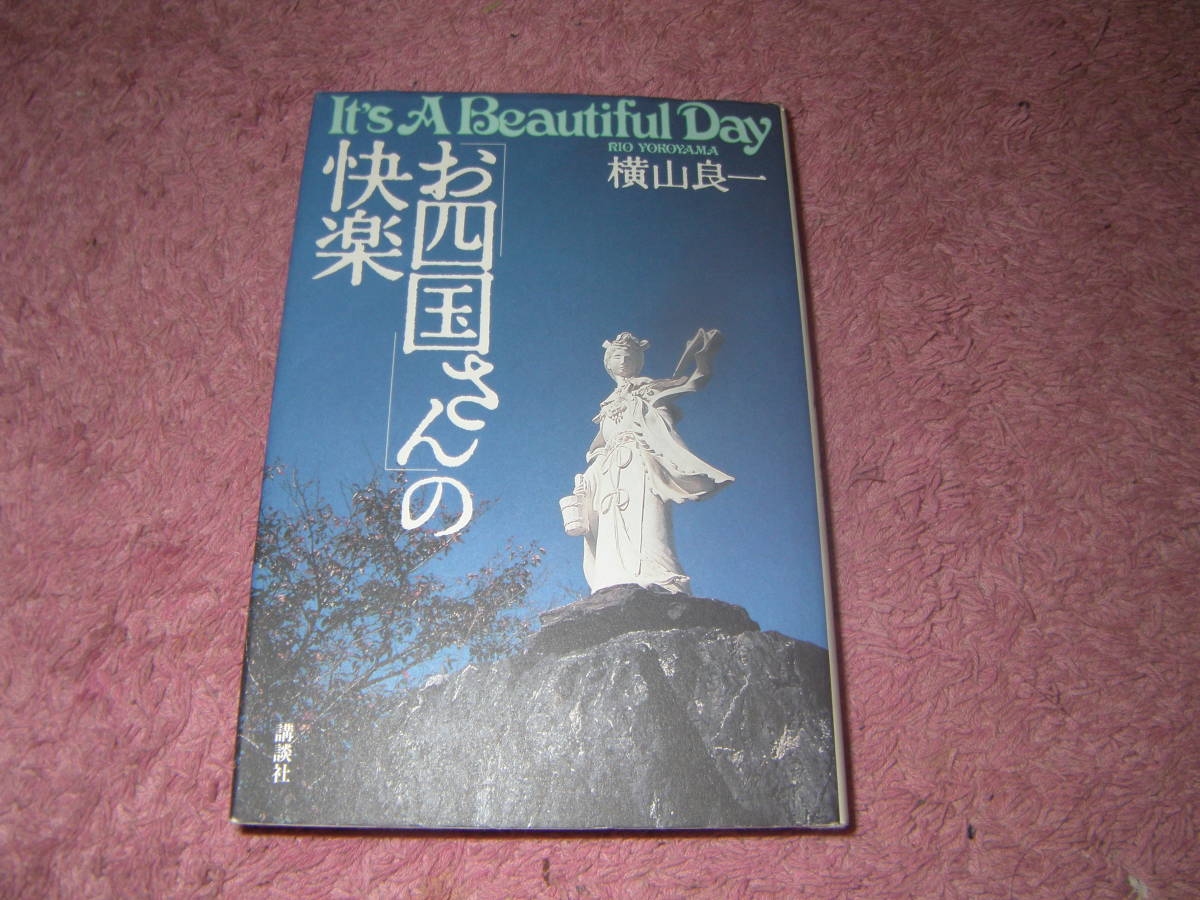 It's A Beautiful Day
RIO YOKOYAMA
横山良一
「お四国さん」の
快楽
講談社